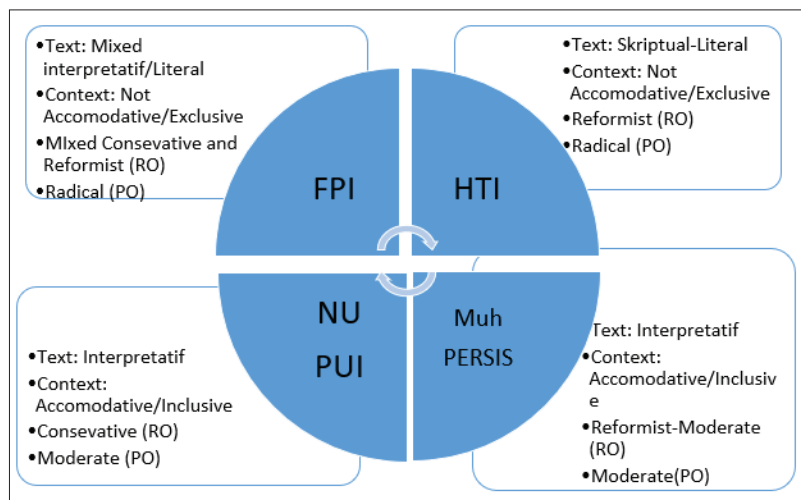 •Text: Mixed
interpretatif/Literal
•Context: Not
Accomodative/Exclusive
•MIxed Consevative and
Reformist (RO)
•Radical (PO)
•Text: Skriptual-Literal
•Context: Not
Accomodative/Exclusive
•Reformist (RO)
•Radical (PO)
FPI
HTI
NU
PUI
Muh
PERSIS
•Text: Interpretatif
•Context:
Accomodative/Inclusive
•Consevative (RO)
•Moderate (PO)
Text: Interpretatif
•Context:
Accomodative/Inclusiv
e
•Reformist-Moderate
(RO)
•Moderate(PO)